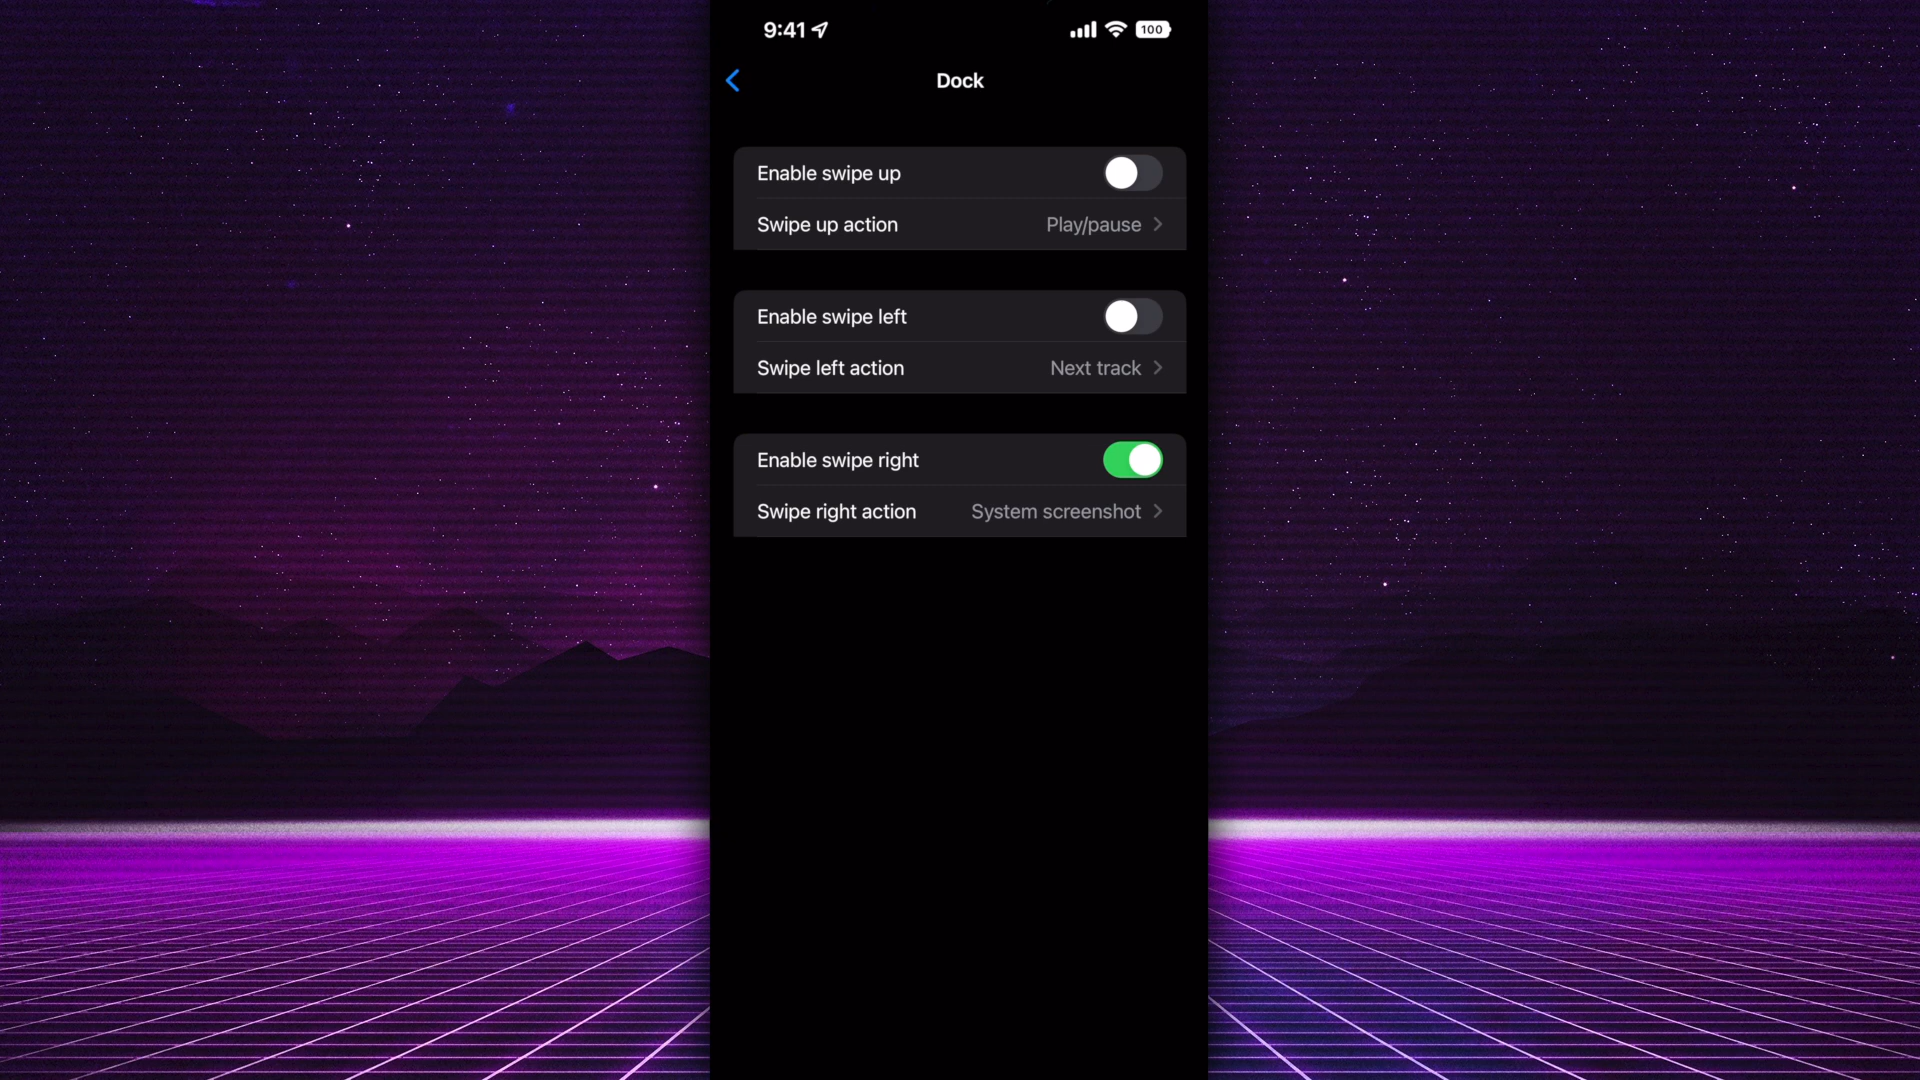 9:41
100
Dock
Enable swipe up
Swipe up action Play/pause
Enable swipe left
Swipe left action Next track
Enable swipe right
Swipe right action System screenshot